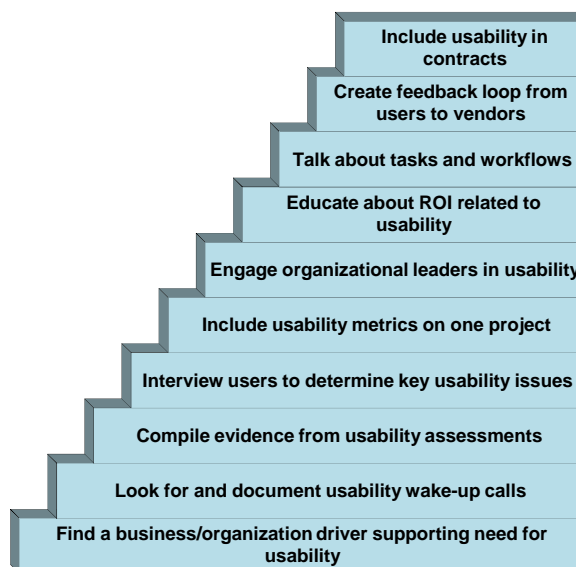 Include usability in
contracts
Create feedback loop from
users to vendors
Talk about tasks and workflows
Educate about ROI related to
usability
Engage organizational leaders in usability
Include usability metrics on one project
Interview users to determine key usability issues
Compile evidence from usability assessments
Look for and document usability wake-up calls
Find a business/organization driver supporting need for
usability